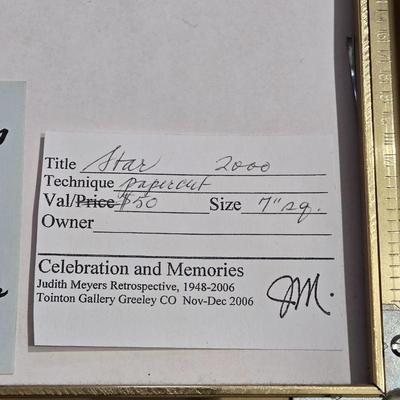 Title Star 2000
Technique papercut
Val/Price $50 Size 7" sq.
Owner
Celebration and Memories
Judith Meyers Retrospective, 1948-2006
Tointon Gallery Greeley CO Nov-Dec 2006
JM.